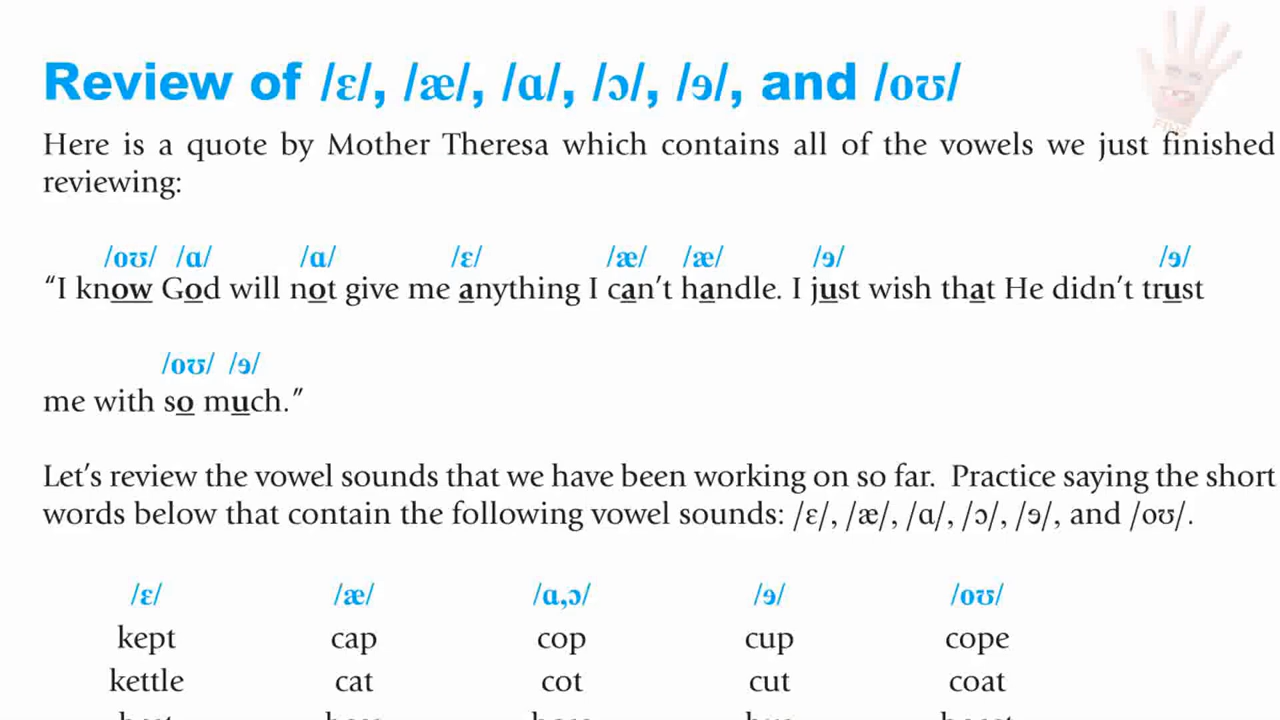 Review of /ɛ/, /æ/, /ɑ/, /ɔ/, /ɘ/, and /oʊ/
Here is a quote by Mother Theresa which contains all of the vowels we just finished
reviewing:
/oʊ/ /ɑ/ /ɑ/ /ɛ/ /æ/ /æ/ /ɘ/ /ɘ/
“I know God will not give me anything I can’t handle. I just wish that He didn’t trust
/oʊ/ /ɘ/
me with so much.”
Let’s review the vowel sounds that we have been working on so far. Practice saying the short
words below that contain the following vowel sounds: /ɛ/, /æ/, /ɑ/, /ɔ/, /ɘ/, and /oʊ/.
/ɛ/ /æ/ /ɑ,ɔ/ /ɘ/ /oʊ/
kept cap cop cup cope
kettle cat cot cut coat